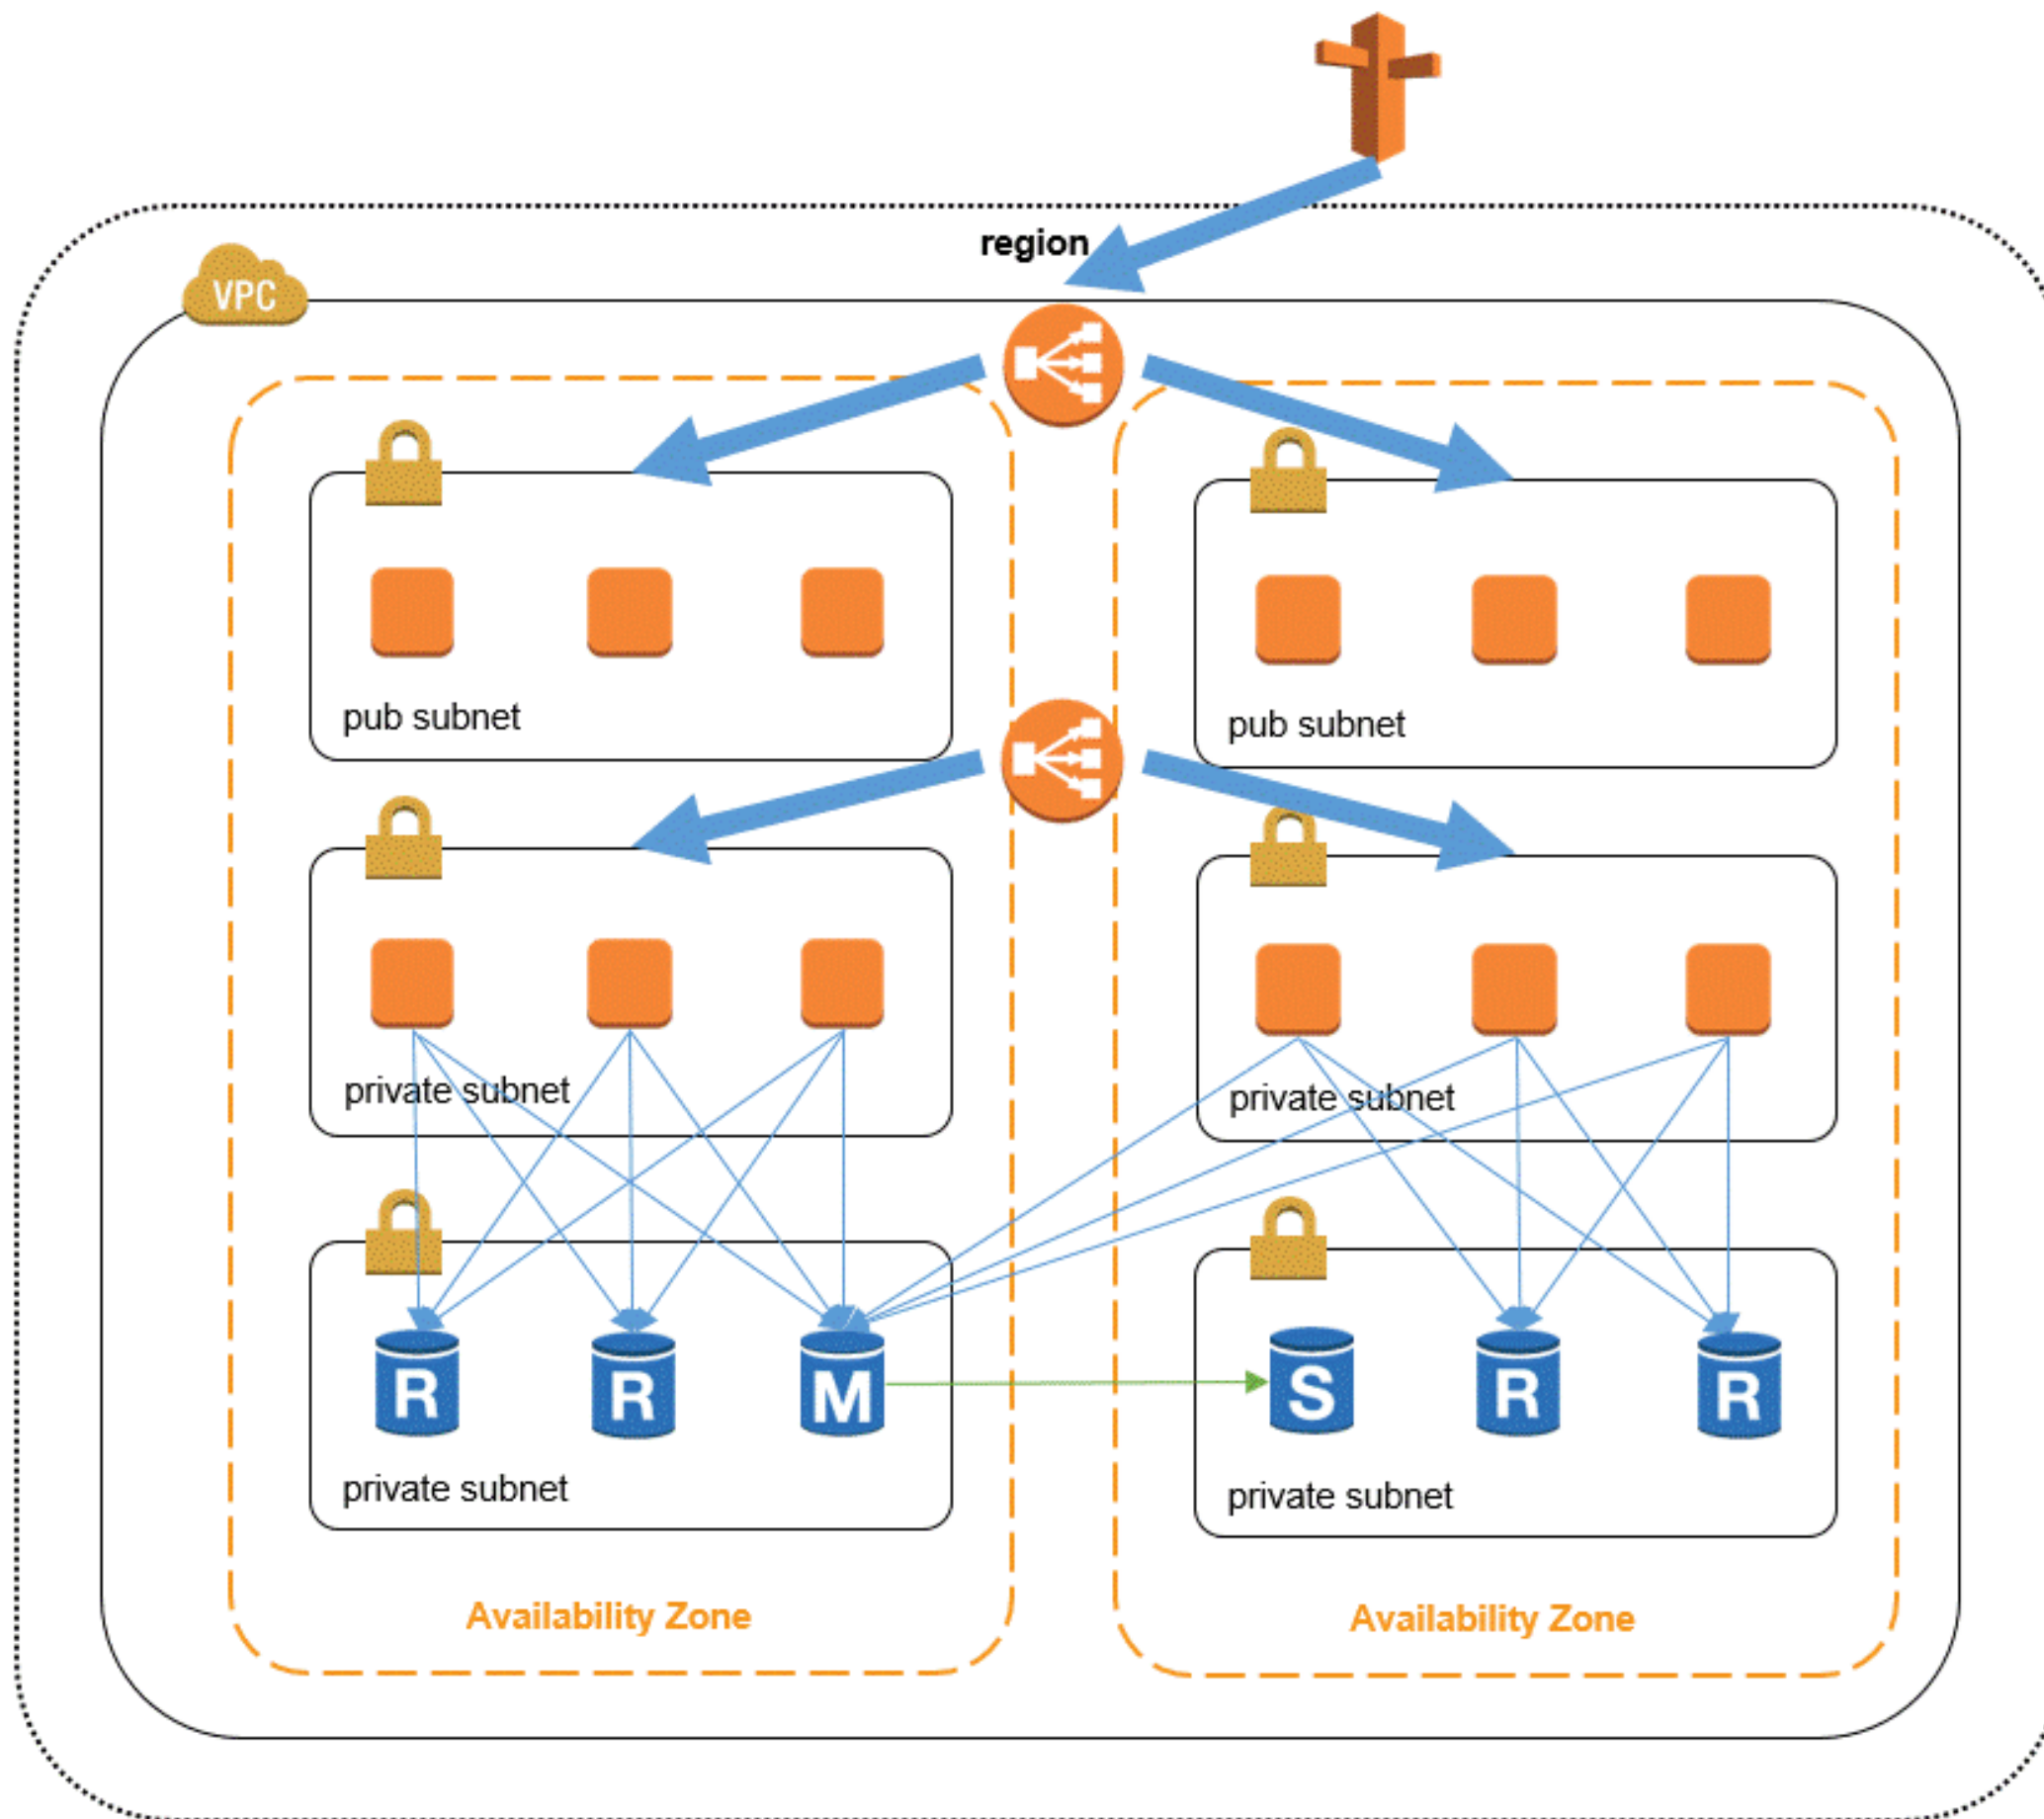 region
VPC
pub subnet
pub subnet
private subnet
private subnet
R
R
M
S
R
R
private subnet
private subnet
Availability Zone
Availability Zone